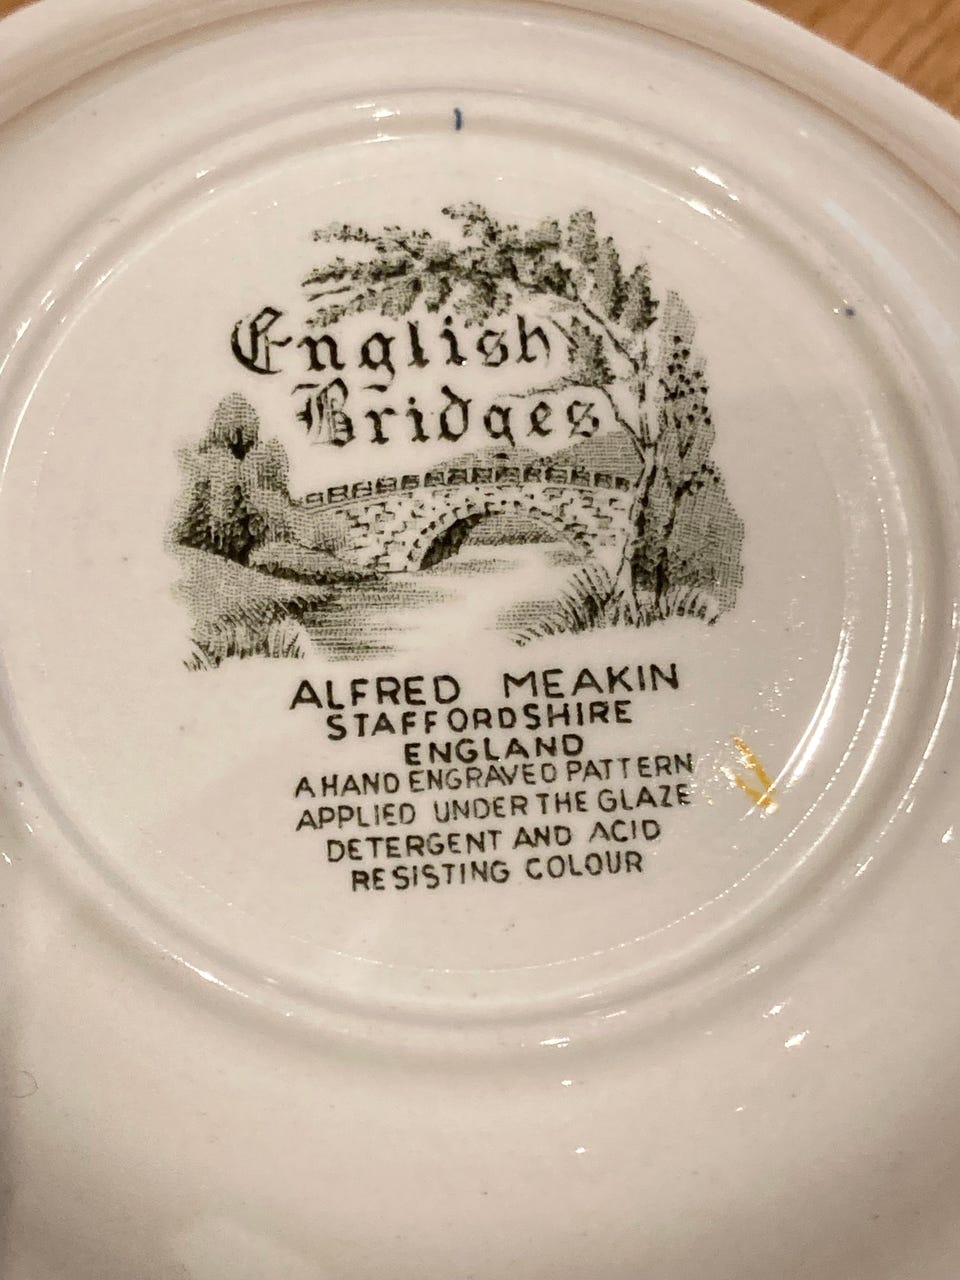 English
Bridges
ALFRED MEAKIN
STAFFORDSHIRE
ENGLAND
A HAND ENGRAVED PATTERN
APPLIED UNDER THE GLAZE
DETERGENT AND ACID
RESISTING COLOUR